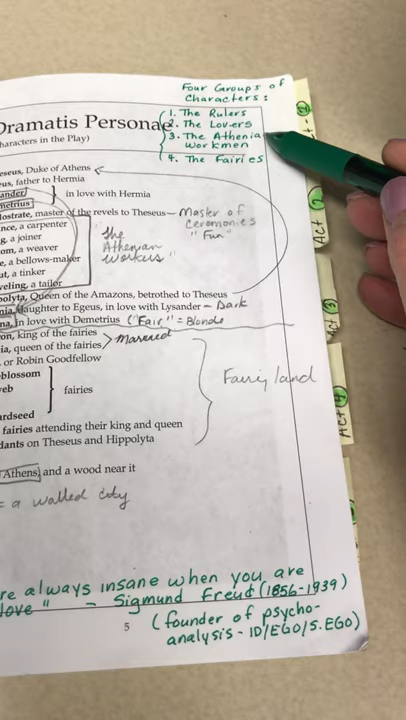 Four Groups of
Characters:
Dramatis Personae
1. The Rulers
2. The Lovers
3. The Athenia
Workmen
4. The Fairies
haracters in the Play)
eseus, Duke of Athens
eus, father to Hermia
ander
metrius
in love with Hermia
lostrate, master of the revels to Theseus — Master of
Ceremonies
"Fun"
nce, a carpenter
g, a joiner
om, a weaver
e, a bellows-maker
ut, a tinker
veling, a tailor
the
Athenian
workers"
polyta, Queen of the Amazons, betrothed to Theseus
mia, daughter to Egeus, in love with Lysander – Dark
na, in love with Demetrius ("Fair" = Blonde
on, king of the fairies
ia, queen of the fairies
married
or Robin Goodfellow
blossom
eb
ardseed
fairies
fairies attending their king and queen
dants on Theseus and Hippolyta
Fairyland
Athens, and a wood near it
= a walled city
re always insane when you are
love" – Sigmund Freud (1856-1939)
(founder of psycho-
analysis - ID/EGO/S.EGO)
5
Act 2
Act 3
Act 4